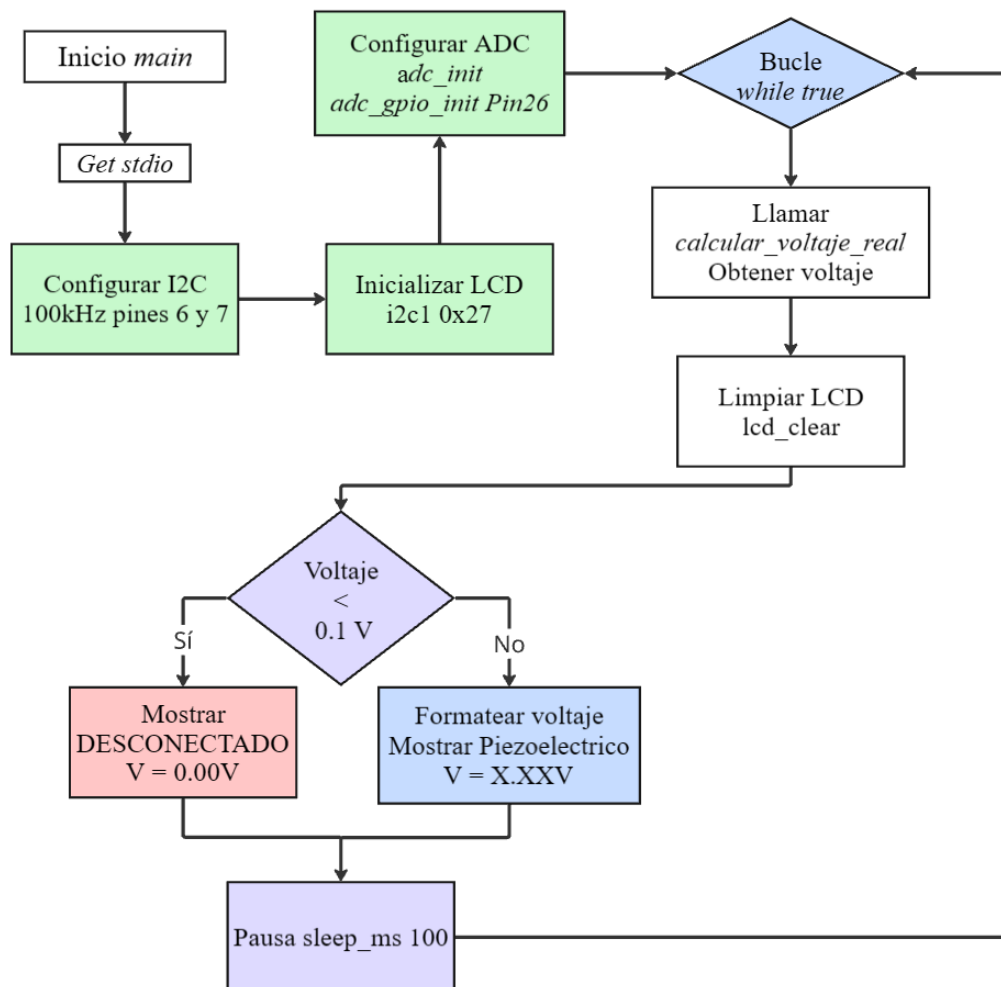 Inicio main
Get stdio
Configurar I2C
100kHz pines 6 y 7
Inicializar LCD
i2c1 0x27
Configurar ADC
adc_init
adc_gpio_init Pin26
Bucle
while true
Llamar
calcular_voltaje_real
Obtener voltaje
Limpiar LCD
lcd_clear
Voltaje
<
0.1 V
Sí
No
Mostrar
DESCONECTADO
V = 0.00V
Formatear voltaje
Mostrar Piezoelectrico
V = X.XXV
Pausa sleep_ms 100